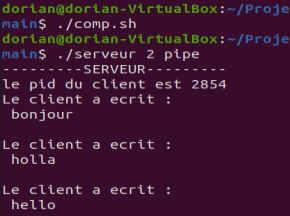 dorian@dorian-VirtualBox:~/Proje
main$ ./comp.sh
dorian@dorian-VirtualBox:~/Proje
main$ ./serveur 2 pipe
---------SERVEUR---------
le pid du client est 2854
Le client a ecrit :
bonjour
Le client a ecrit :
holla
Le client a ecrit :
hello